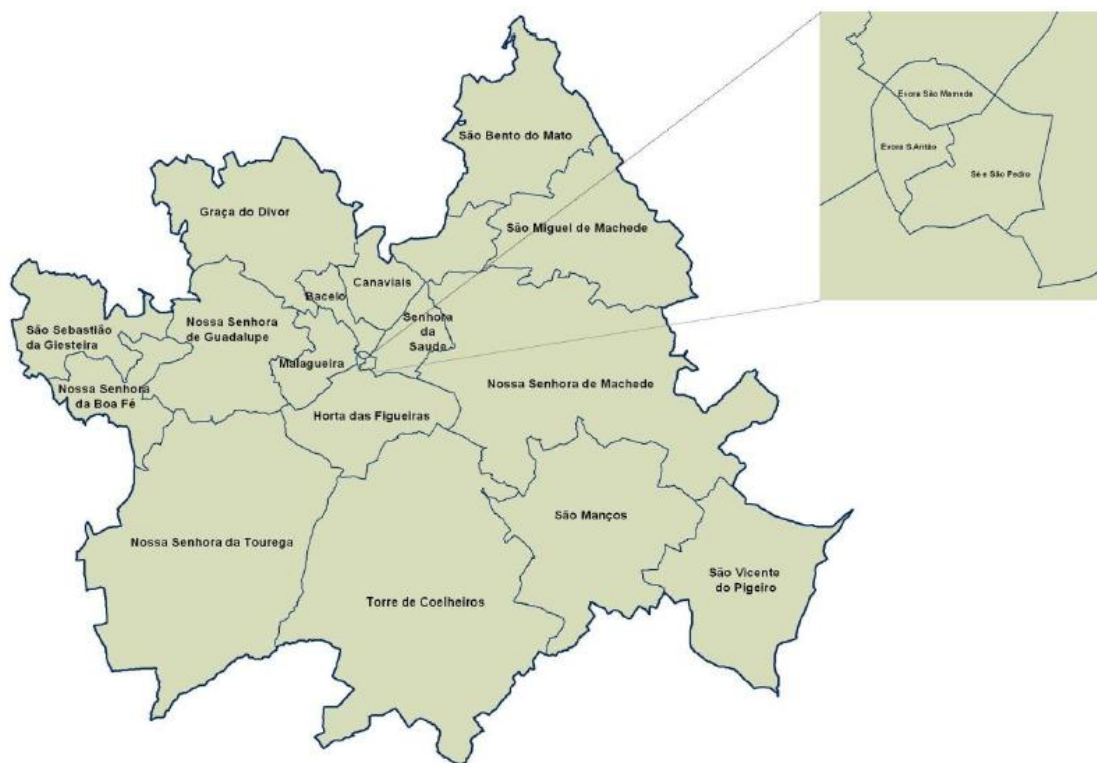 São Bento do Mato
Evora São Mamede
Evora S.Antão
Sé e São Pedro
Graça do Divor
São Miguel de Machede
Canaviais
Bacelo
Nossa Senhora
de Guadalupe
Senhora
da
Saude
São Sebastião
da Giesteira
Malagueira
Nossa Senhora
da Boa Fé
Nossa Senhora de Machede
Horta das Figueiras
São Manços
Nossa Senhora da Tourega
São Vicente
do Pigeiro
Torre de Coelheiros